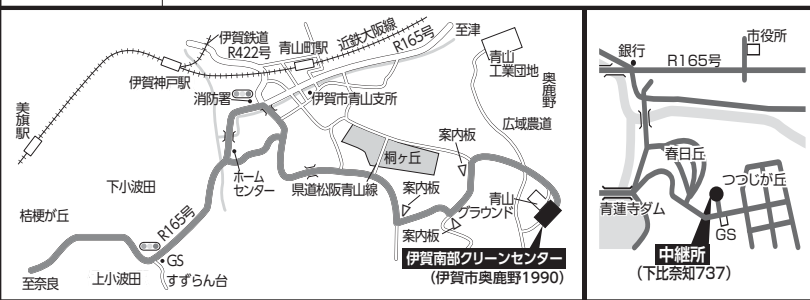 伊賀鉄道
R422号
青山町駅
近鉄大阪線
R165号
至津
伊賀神戸駅
消防署
伊賀市青山支所
青山
工業団地
奥鹿野
美旗駅
広域農道
桐ヶ丘
案内板
ホーム
センター
県道松阪青山線
案内板
案内板
青山
グラウンド
下小波田
桔梗が丘
R165号
GS
至奈良
上小波田
すずらん台
伊賀南部クリーンセンター
(伊賀市奥鹿野1990)
市役所
銀行
R165号
春日丘
つつじが丘
青蓮寺ダム
GS
中継所
(下比奈知737)